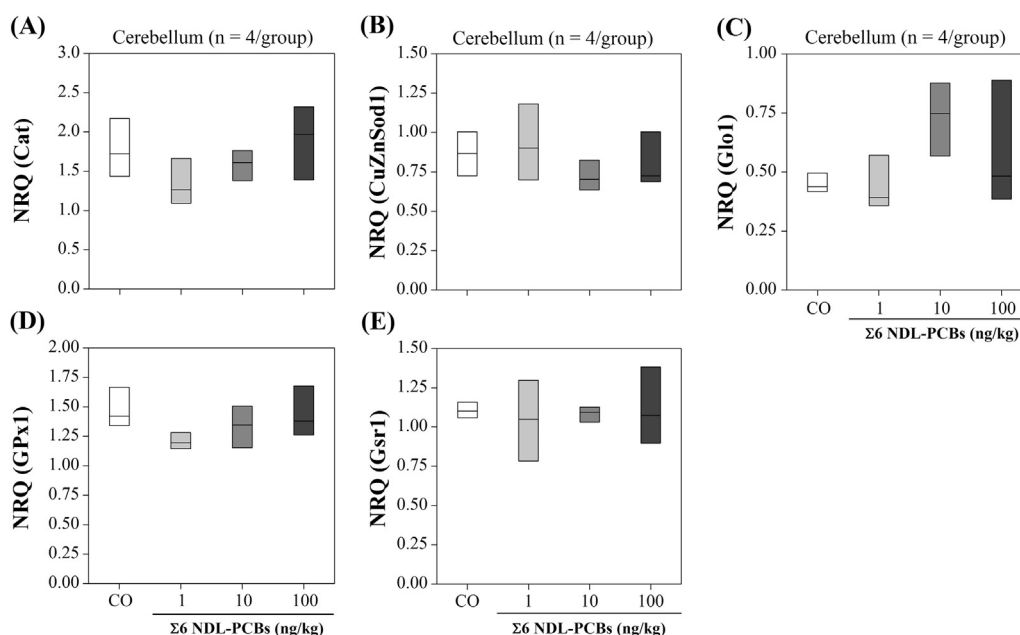 (A)
Cerebellum (n = 4/group)
NRQ (Cat)
3.0
2.5
2.0
1.5
1.0
0.5
0.0
(B)
Cerebellum (n = 4/group)
NRQ (CuZnSod1)
1.50
1.25
1.00
0.75
0.50
0.25
0.00
(C)
Cerebellum (n = 4/group)
NRQ (Glo1)
1.00
0.75
0.50
0.25
0.00
CO 1 10 100
Σ6 NDL-PCBs (ng/kg)
(D)
NRQ (GPx1)
2.00
1.75
1.50
1.25
1.00
0.75
0.50
0.25
0.00
CO 1 10 100
Σ6 NDL-PCBs (ng/kg)
(E)
NRQ (Gsr1)
1.50
1.25
1.00
0.75
0.50
0.25
0.00
CO 1 10 100
Σ6 NDL-PCBs (ng/kg)